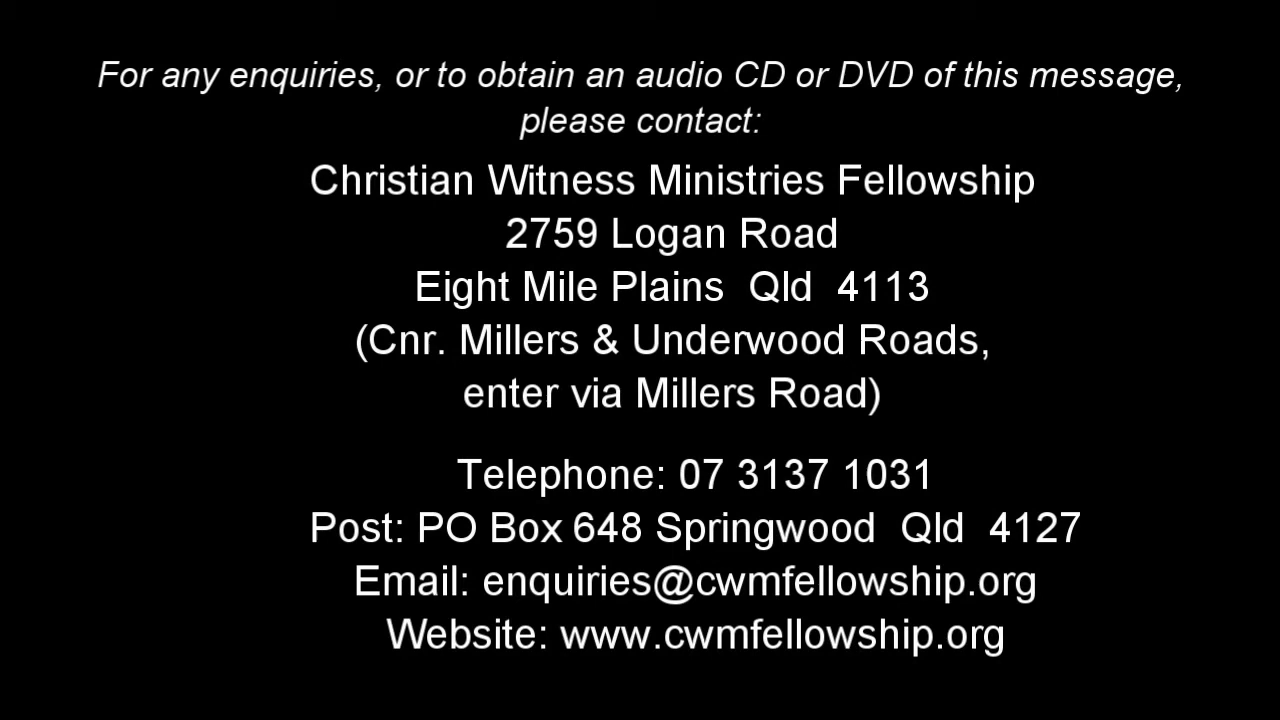 For any enquiries, or to obtain an audio CD or DVD of this message,
please contact:
Christian Witness Ministries Fellowship
2759 Logan Road
Eight Mile Plains  Qld  4113
(Cnr. Millers & Underwood Roads,
enter via Millers Road)
Telephone: 07 3137 1031
Post: PO Box 648 Springwood  Qld  4127
Email: enquiries@cwmfellowship.org
Website: www.cwmfellowship.org